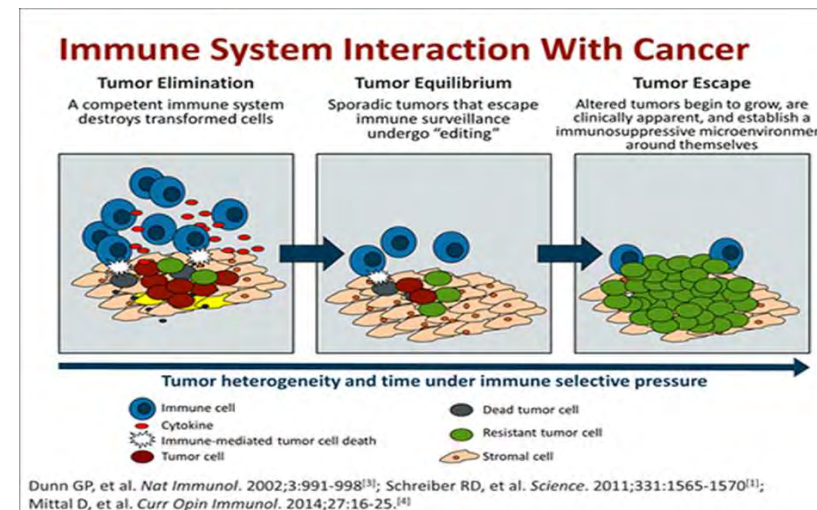 Immune System Interaction With Cancer
Tumor Elimination
A competent immune system
destroys transformed cells
Tumor Equilibrium
Sporadic tumors that escape
immune surveillance
undergo "editing"
Tumor Escape
Altered tumors begin to grow, are
clinically apparent, and establish a
immunosuppressive microenvironmen
around themselves
Tumor heterogeneity and time under immune selective pressure
Immune cell
Cytokine
Immune-mediated tumor cell death
Tumor cell
Dead tumor cell
Resistant tumor cell
Stromal cell
Dunn GP, et al. Nat Immunol. 2002;3:991-998[3]; Schreiber RD, et al. Science. 2011;331:1565-1570[1];
Mittal D, et al. Curr Opin Immunol. 2014;27:16-25.[4]